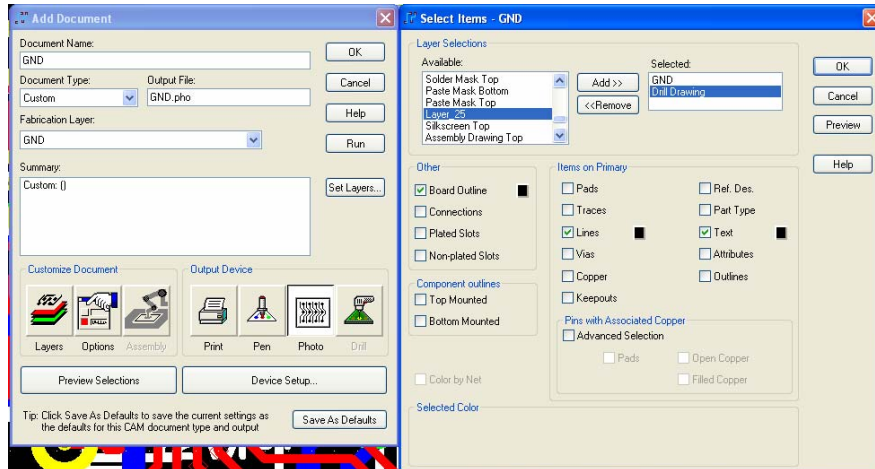 Add Document
Document Name:
GND
Document Type:
Output File:
Custom
GND.pho
Fabrication Layer:
GND
Summary:
Custom: ()
OK
Cancel
Help
Run
Set Layers...
Customize Document
Layers
Options
Assembly
Output Device
Print
Pen
Photo
Drill
Preview Selections
Device Setup...
Tip: Click Save As Defaults to save the current settings as
the defaults for this CAM document type and output
Save As Defaults
Select Items - GND
Layer Selections
Available:
Solder Mask Top
Paste Mask Bottom
Paste Mask Top
Layer_25
Silkscreen Top
Assembly Drawing Top
Add >>
<<Remove
Selected:
GND
Drill Drawing
OK
Cancel
Preview
Help
Other
Board Outline
Connections
Plated Slots
Non-plated Slots
Component outlines
Top Mounted
Bottom Mounted
Color by Net
Items on Primary
Pads
Ref. Des.
Traces
Part Type
Lines
Text
Vias
Attributes
Copper
Outlines
Keepouts
Pins with Associated Copper
Advanced Selection
Pads
Open Copper
Filled Copper
Selected Color